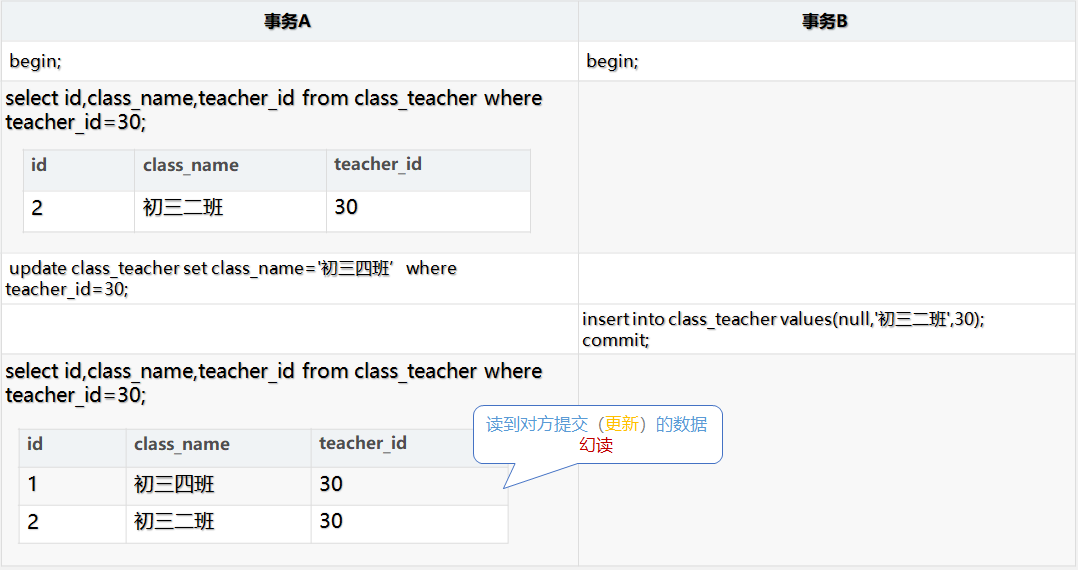 事务A
事务B
begin;
begin;
select id,class_name,teacher_id from class_teacher where
teacher_id=30;
id
class_name
teacher_id
2
初三二班
30
update class_teacher set class_name='初三四班' where
teacher_id=30;
insert into class_teacher values(null,'初三二班',30);
commit;
select id,class_name,teacher_id from class_teacher where
teacher_id=30;
读到对方提交（更新）的数据
幻读
id
class_name
teacher_id
1
初三四班
30
2
初三二班
30